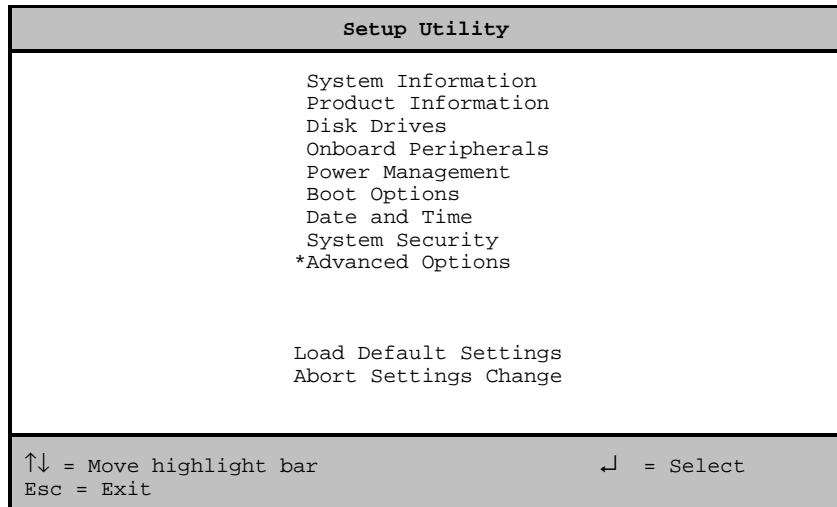 Setup Utility
System Information
Product Information
Disk Drives
Onboard Peripherals
Power Management
Boot Options
Date and Time
System Security
*Advanced Options
Load Default Settings
Abort Settings Change
↑↓ = Move highlight bar ↵ = Select
Esc = Exit